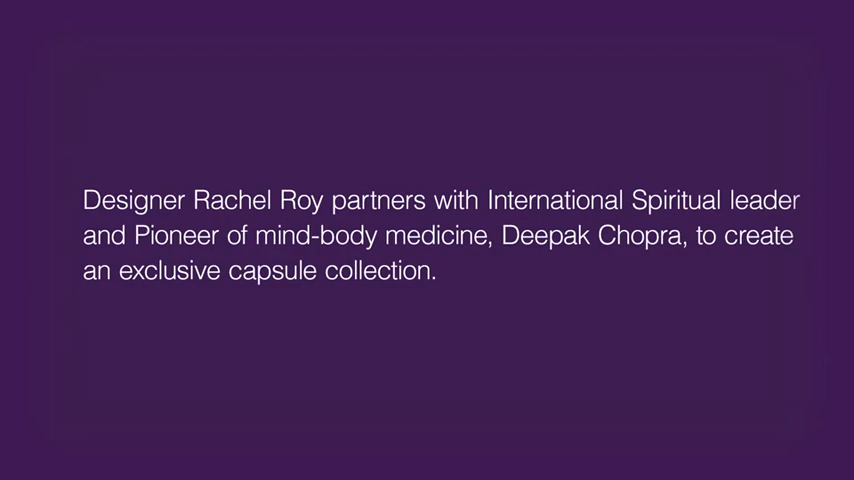 Designer Rachel Roy partners with International Spiritual leader
and Pioneer of mind-body medicine, Deepak Chopra, to create
an exclusive capsule collection.